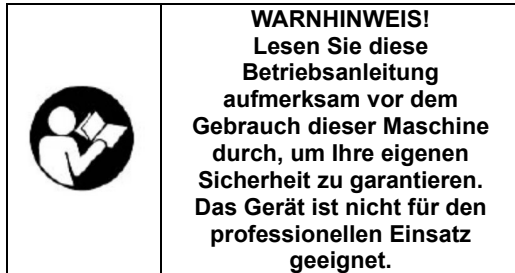 WARNHINWEIS!
Lesen Sie diese
Betriebsanleitung
aufmerksam vor dem
Gebrauch dieser Maschine
durch, um Ihre eigenen
Sicherheit zu garantieren.
Das Gerät ist nicht für den
professionellen Einsatz
geeignet.